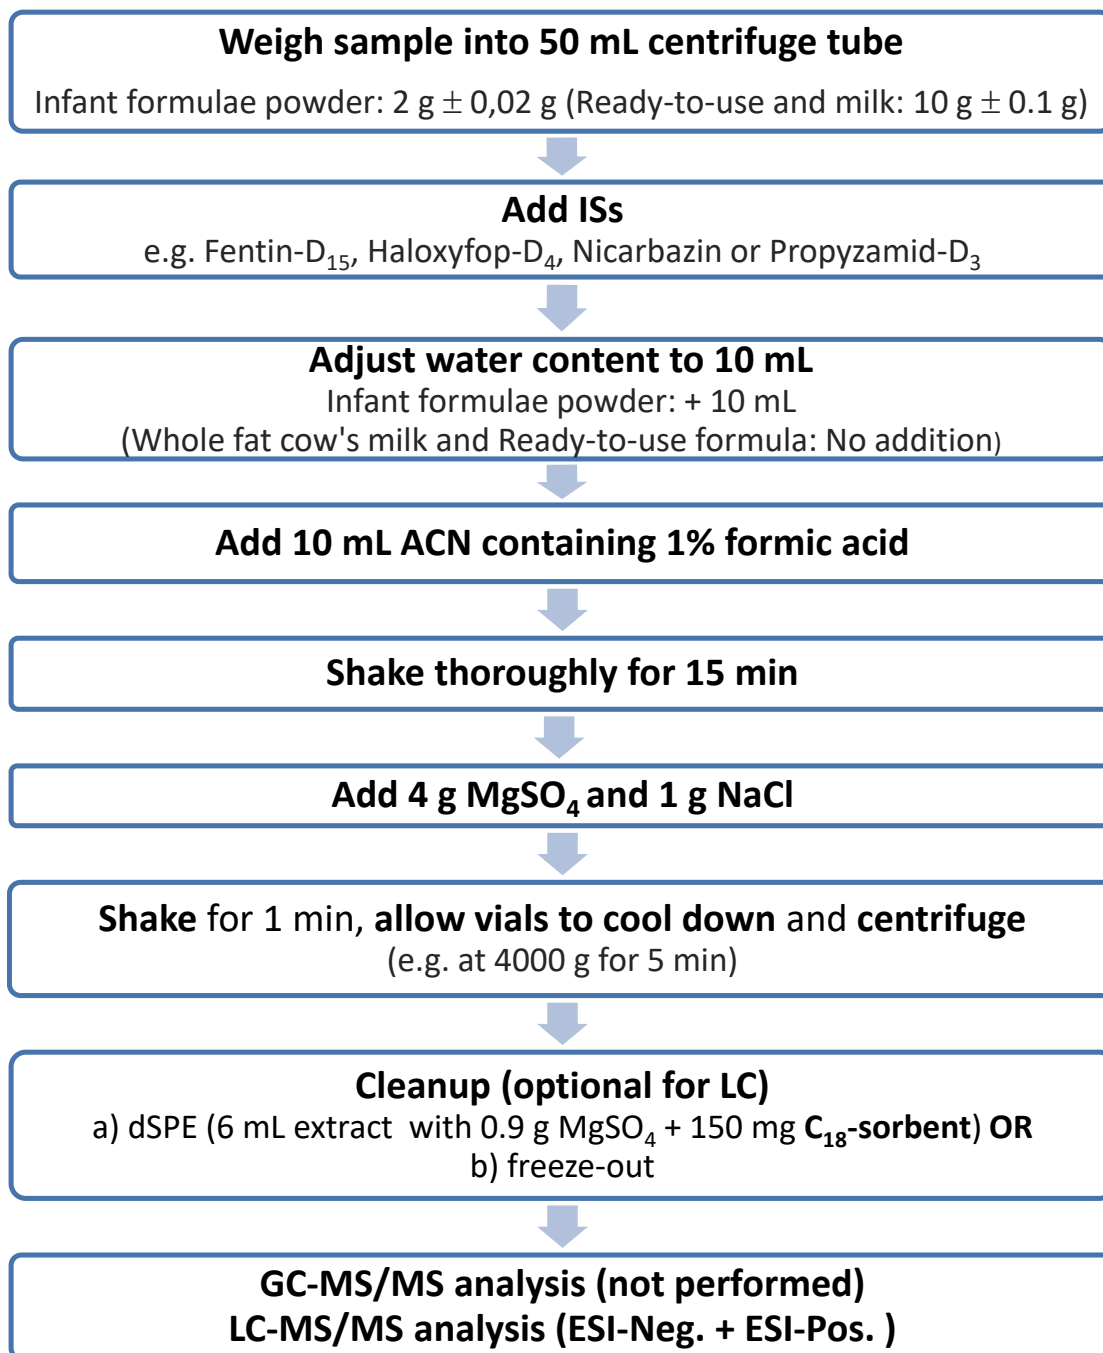 Weigh sample into 50 mL centrifuge tube
Infant formulae powder: 2 g ± 0,02 g (Ready-to-use and milk: 10 g ± 0.1 g)
Add ISs
e.g. Fentin-D₁₅, Haloxyfop-D₄, Nicarbazin or Propyzamid-D₃
Adjust water content to 10 mL
Infant formulae powder: + 10 mL
(Whole fat cow's milk and Ready-to-use formula: No addition)
Add 10 mL ACN containing 1% formic acid
Shake thoroughly for 15 min
Add 4 g MgSO₄ and 1 g NaCl
Shake for 1 min, allow vials to cool down and centrifuge
(e.g. at 4000 g for 5 min)
Cleanup (optional for LC)
a) dSPE (6 mL extract with 0.9 g MgSO₄ + 150 mg C₁₈-sorbent) OR
b) freeze-out
GC-MS/MS analysis (not performed)
LC-MS/MS analysis (ESI-Neg. + ESI-Pos. )